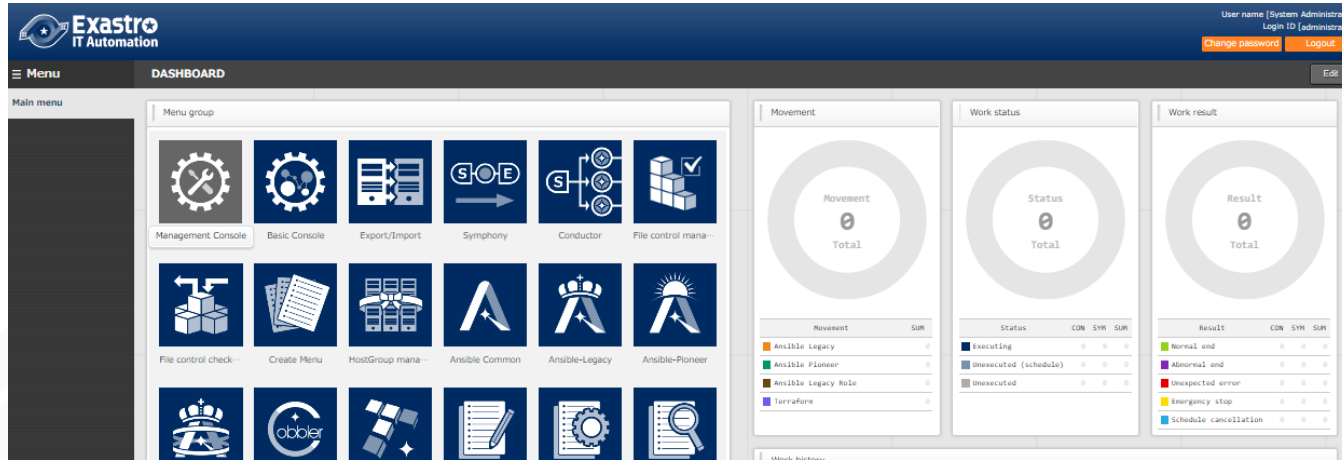 Exastro
IT Automation
User name [System Administra
Login ID [administra
Change password
Logout
Menu
DASHBOARD
Edit
Main menu
Menu group
Management Console
Basic Console
Export/Import
Symphony
Conductor
File control mana…
S O E
S
File control check…
Create Menu
HostGroup mana…
Ansible Common
Ansible-Legacy
Ansible-Pioneer
Cobbler
Movement
Movement
0
Total
Movement SUM
Ansible Legacy 0
Ansible Pioneer 0
Ansible Legacy Role 0
Terraform 0
Work status
Status
0
Total
Status CON SYM SUM
Executing 0 0 0
Unexecuted (schedule) 0 0 0
Unexecuted 0 0 0
Work result
Result
0
Total
Result CON SYM SUM
Normal end 0 0 0
Abnormal end 0 0 0
Unexpected error 0 0 0
Emergency stop 0 0 0
Schedule cancellation 0 0 0
Work history